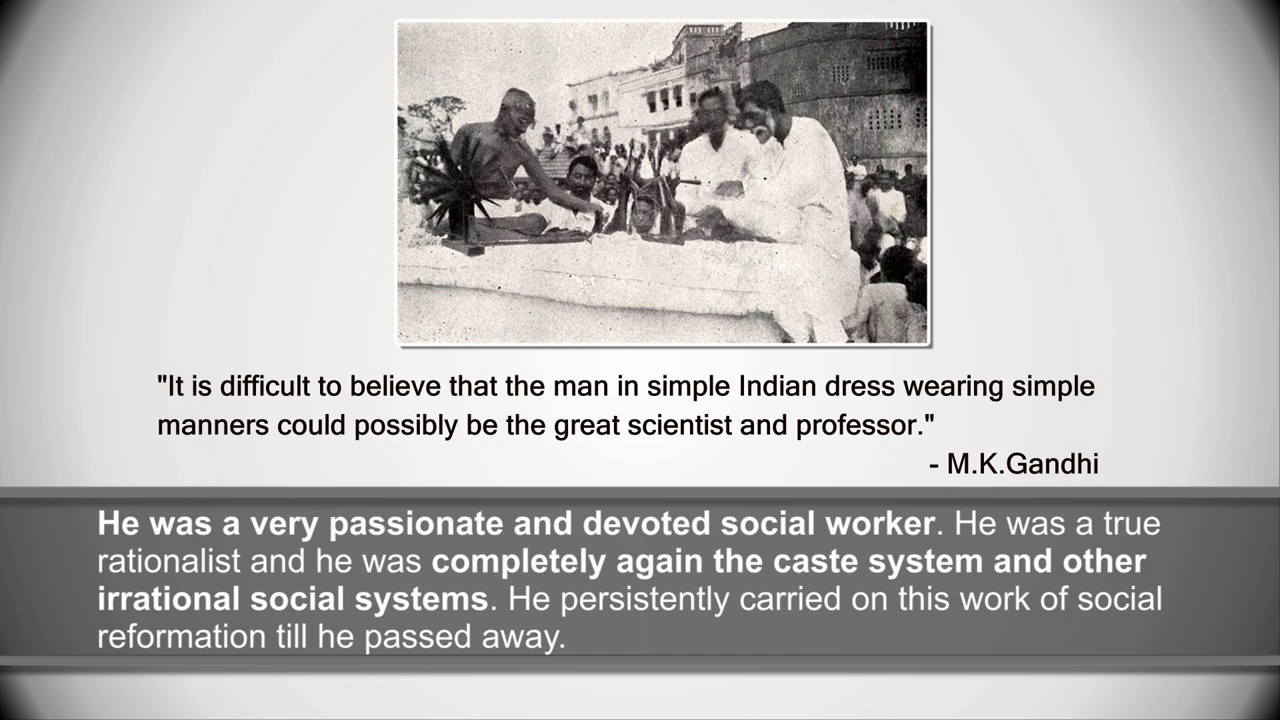 "It is difficult to believe that the man in simple Indian dress wearing simple
manners could possibly be the great scientist and professor."
- M.K.Gandhi
He was a very passionate and devoted social worker. He was a true
rationalist and he was completely again the caste system and other
irrational social systems. He persistently carried on this work of social
reformation till he passed away.